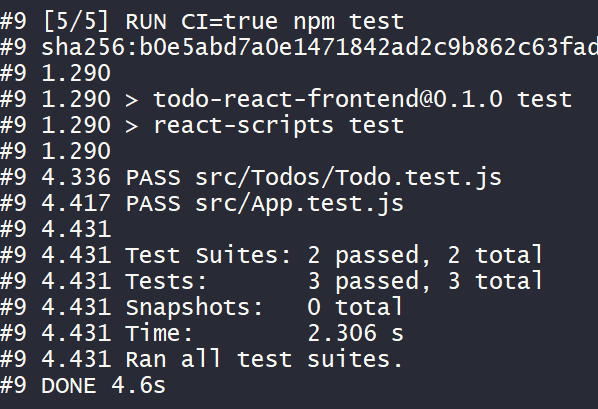 #9 [5/5] RUN CI=true npm test
#9 sha256:b0e5abd7a0e1471842ad2c9b862c63fad
#9 1.290
#9 1.290 > todo-react-frontend@0.1.0 test
#9 1.290 > react-scripts test
#9 1.290
#9 4.336 PASS src/Todos/Todo.test.js
#9 4.417 PASS src/App.test.js
#9 4.431
#9 4.431 Test Suites: 2 passed, 2 total
#9 4.431 Tests:       3 passed, 3 total
#9 4.431 Snapshots:   0 total
#9 4.431 Time:        2.306 s
#9 4.431 Ran all test suites.
#9 DONE 4.6s